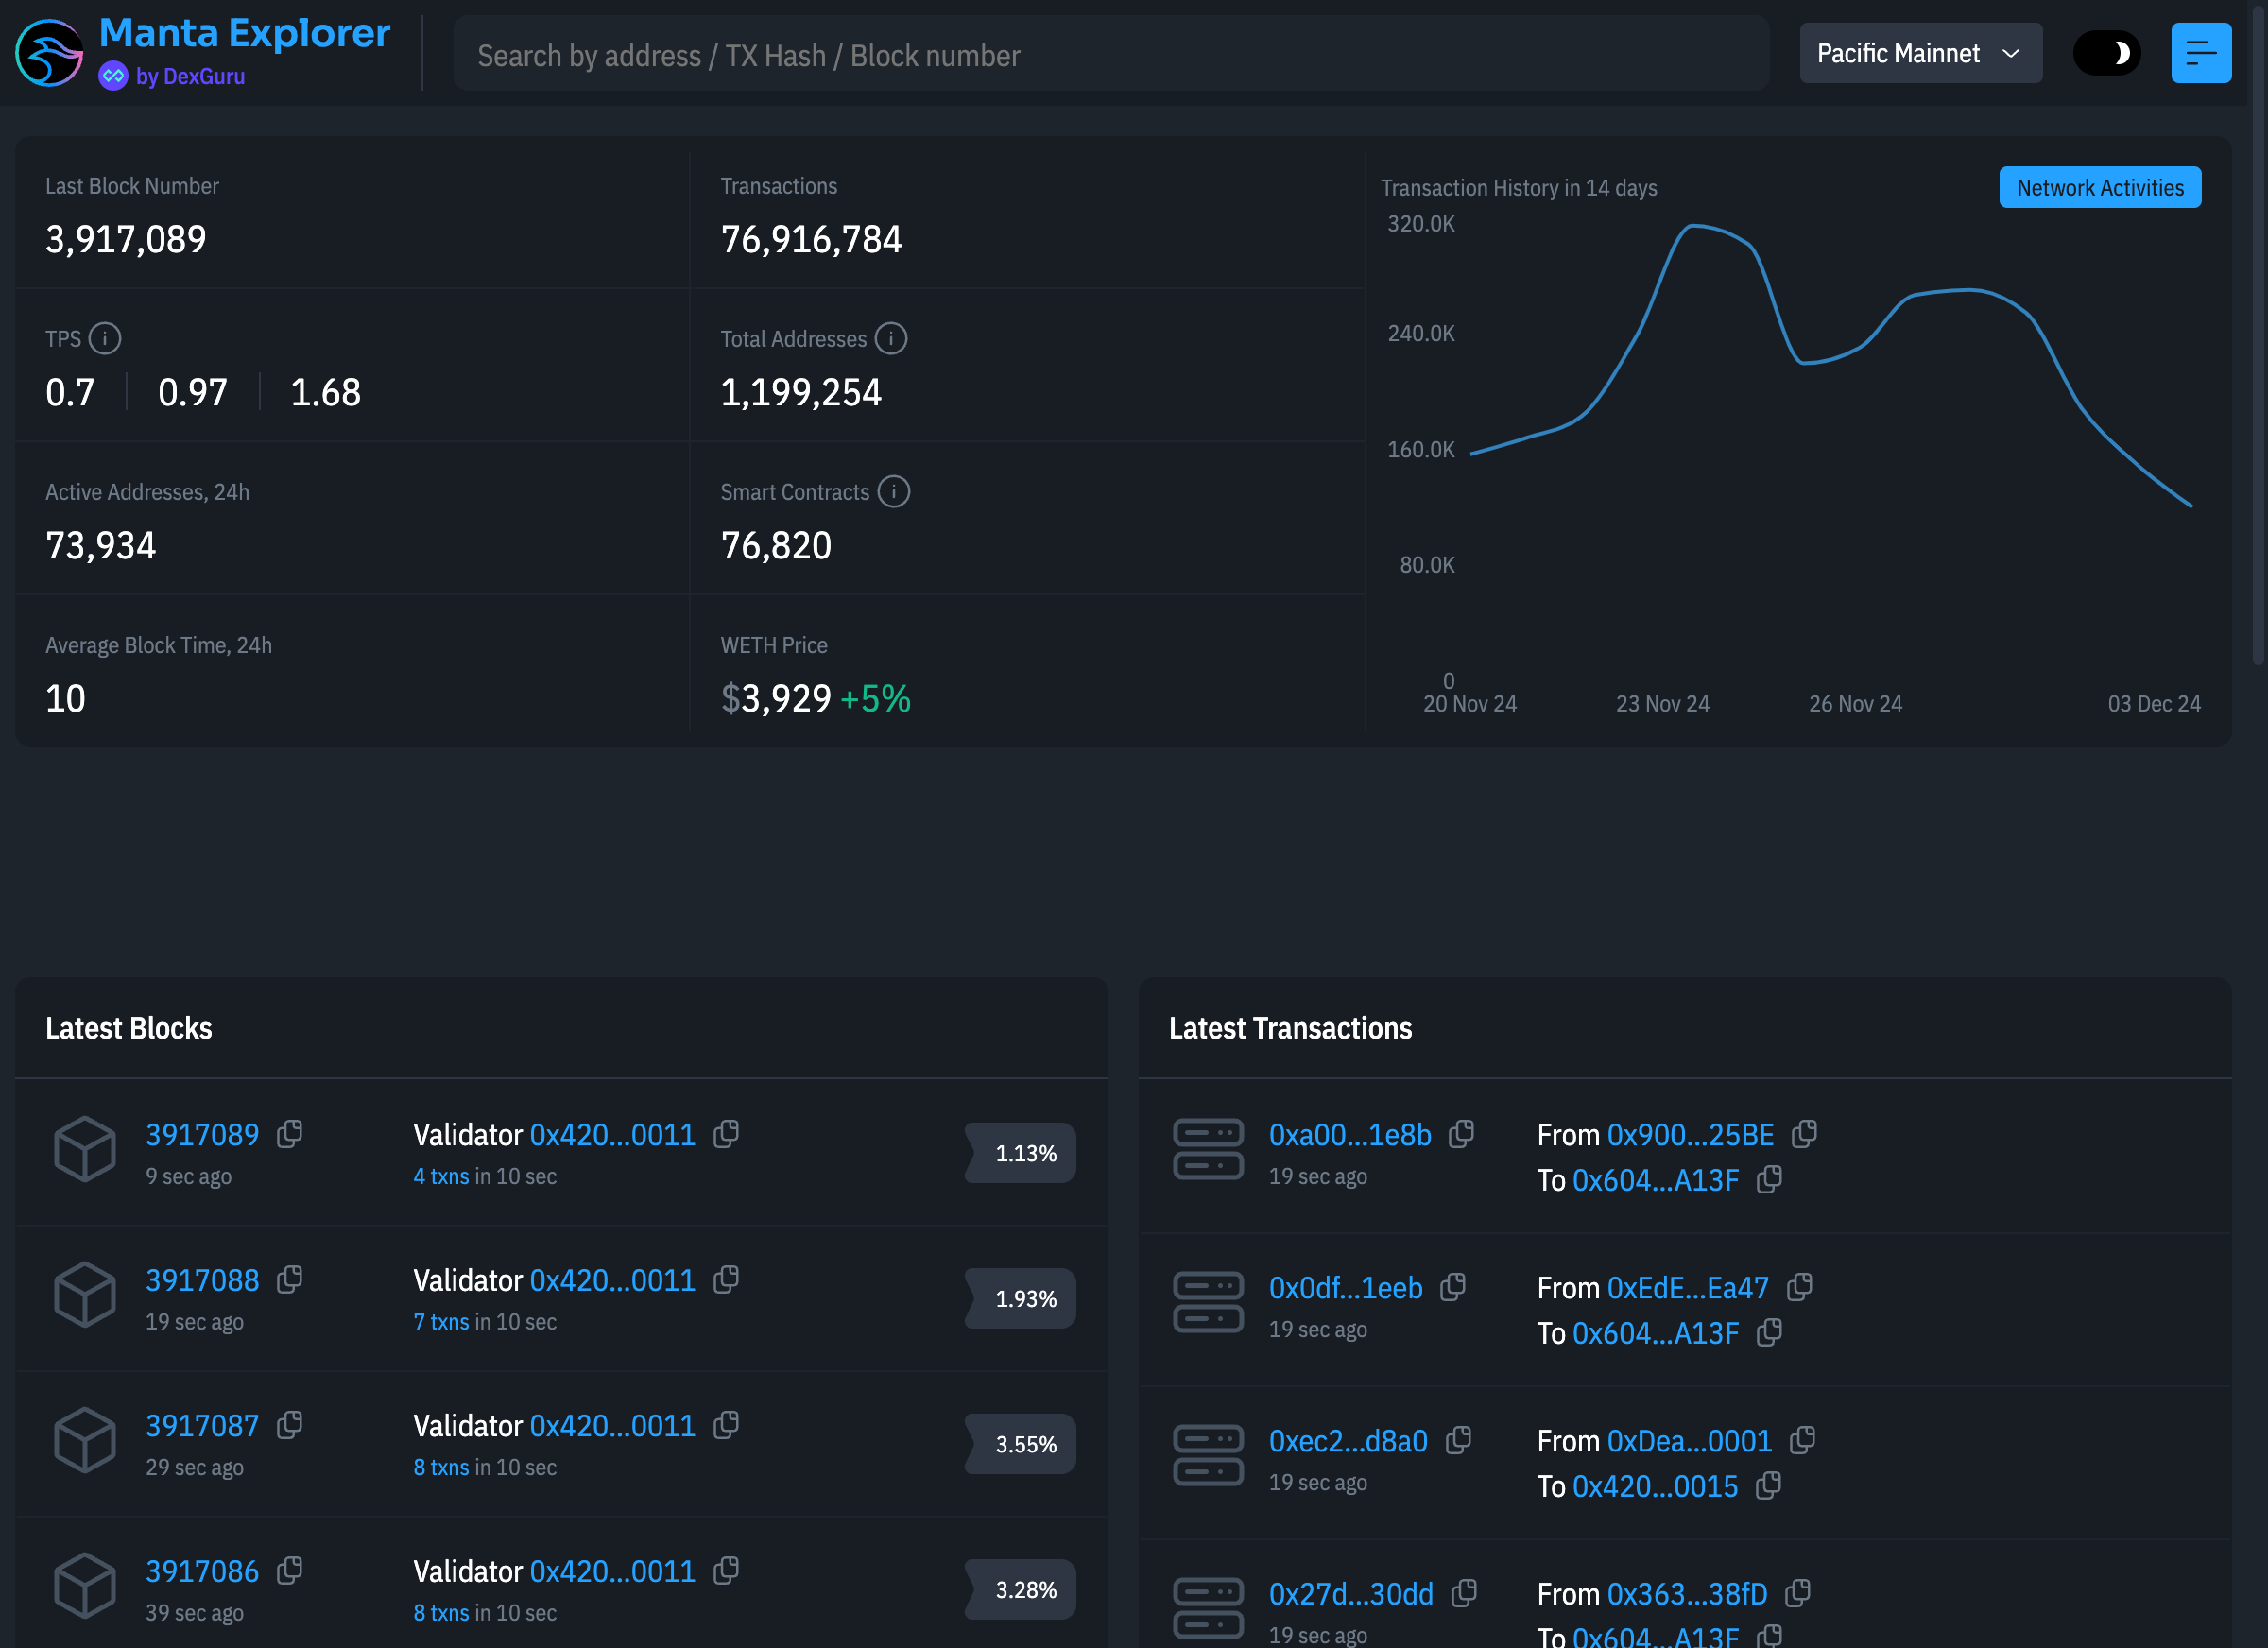 Manta Explorer
by DexGuru
Search by address / TX Hash / Block number
Pacific Mainnet
Last Block Number
3,917,089
Transactions
76,916,784
TPS
0.7
0.97
1.68
Total Addresses
1,199,254
Active Addresses, 24h
73,934
Smart Contracts
76,820
Average Block Time, 24h
10
WETH Price
$3,929 +5%
Transaction History in 14 days
Network Activities
320.0K
240.0K
160.0K
80.0K
0
20 Nov 24
23 Nov 24
26 Nov 24
03 Dec 24
Latest Blocks
3917089
9 sec ago
Validator 0x420...0011
4 txns in 10 sec
1.13%
3917088
19 sec ago
Validator 0x420...0011
7 txns in 10 sec
1.93%
3917087
29 sec ago
Validator 0x420...0011
8 txns in 10 sec
3.55%
3917086
39 sec ago
Validator 0x420...0011
8 txns in 10 sec
3.28%
Latest Transactions
0xa00...1e8b
19 sec ago
From 0x900...25BE
To 0x604...A13F
0x0df...1eeb
19 sec ago
From 0xEdE...Ea47
To 0x604...A13F
0xec2...d8a0
19 sec ago
From 0xDea...0001
To 0x420...0015
0x27d...30dd
19 sec ago
From 0x363...38fD
To 0x604...A13F